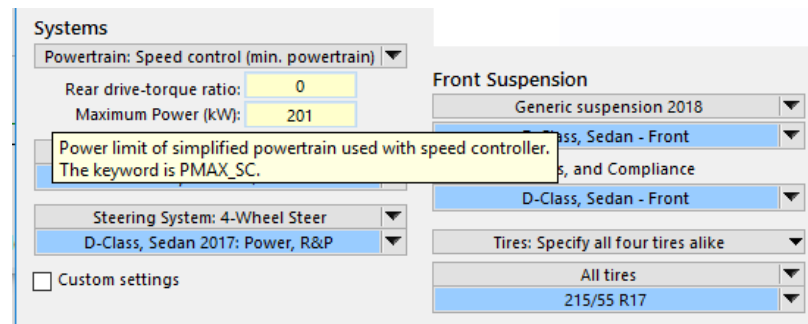 Systems
Powertrain: Speed control (min. powertrain)
Rear drive-torque ratio: 0
Maximum Power (kW): 201
Power limit of simplified powertrain used with speed controller.
The keyword is PMAX_SC.
Steering System: 4-Wheel Steer
D-Class, Sedan 2017: Power, R&P
Custom settings
Front Suspension
Generic suspension 2018
ass, Sedan - Front
s, and Compliance
D-Class, Sedan - Front
Tires: Specify all four tires alike
All tires
215/55 R17